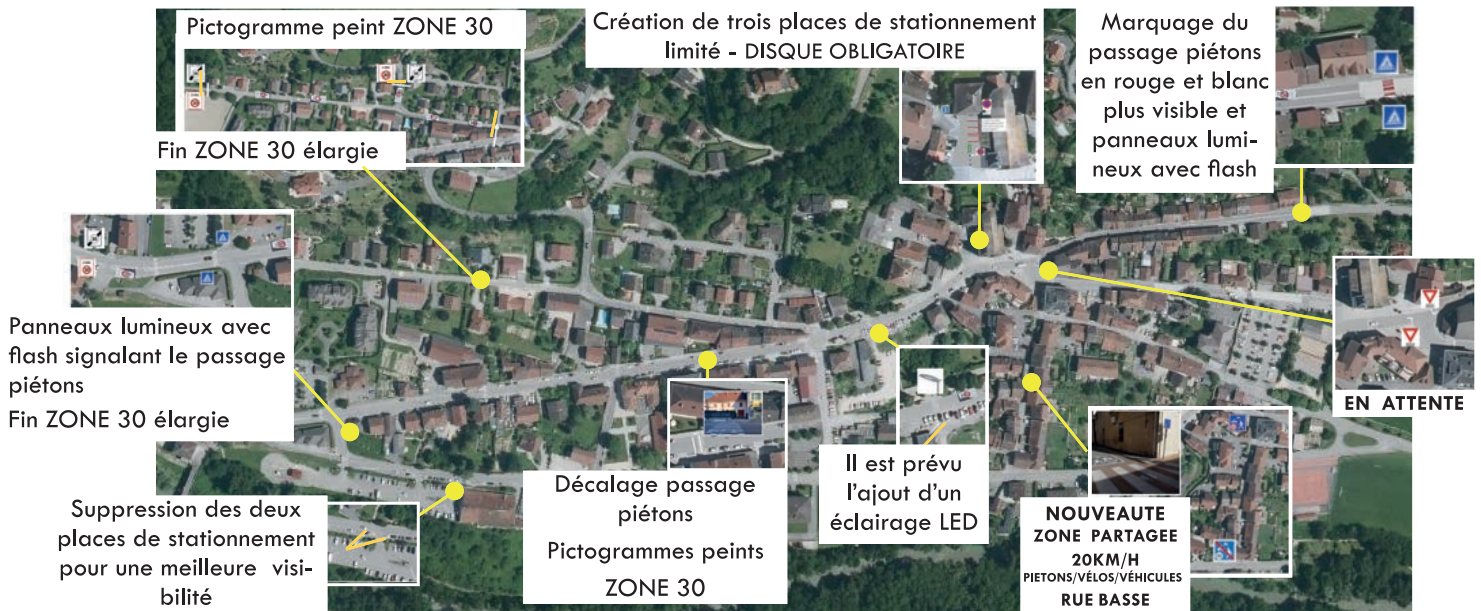 Pictogramme peint ZONE 30
Fin ZONE 30 élargie
Création de trois places de stationnement
limité - DISQUE OBLIGATOIRE
Marquage du
passage piétons
en rouge et blanc
plus visible et
panneaux lumi-
neux avec flash
Panneaux lumineux avec
flash signalant le passage
piétons
Fin ZONE 30 élargie
EN ATTENTE
Suppression des deux
places de stationnement
pour une meilleure visi-
bilité
Décalage passage
piétons
Pictogrammes peints
ZONE 30
Il est prévu
l'ajout d'un
éclairage LED
NOUVEAUTE
ZONE PARTAGEE
20KM/H
PIETONS/VÉLOS/VÉHICULES
RUE BASSE